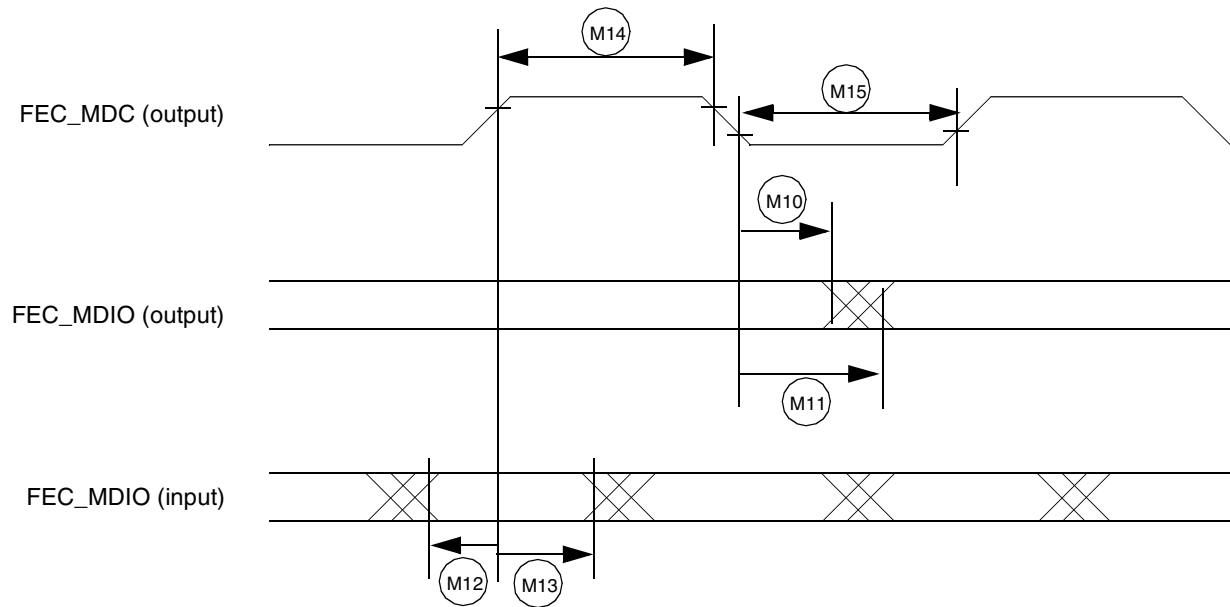 M14
FEC_MDC (output)
M15
M10
FEC_MDIO (output)
M11
FEC_MDIO (input)
M12
M13